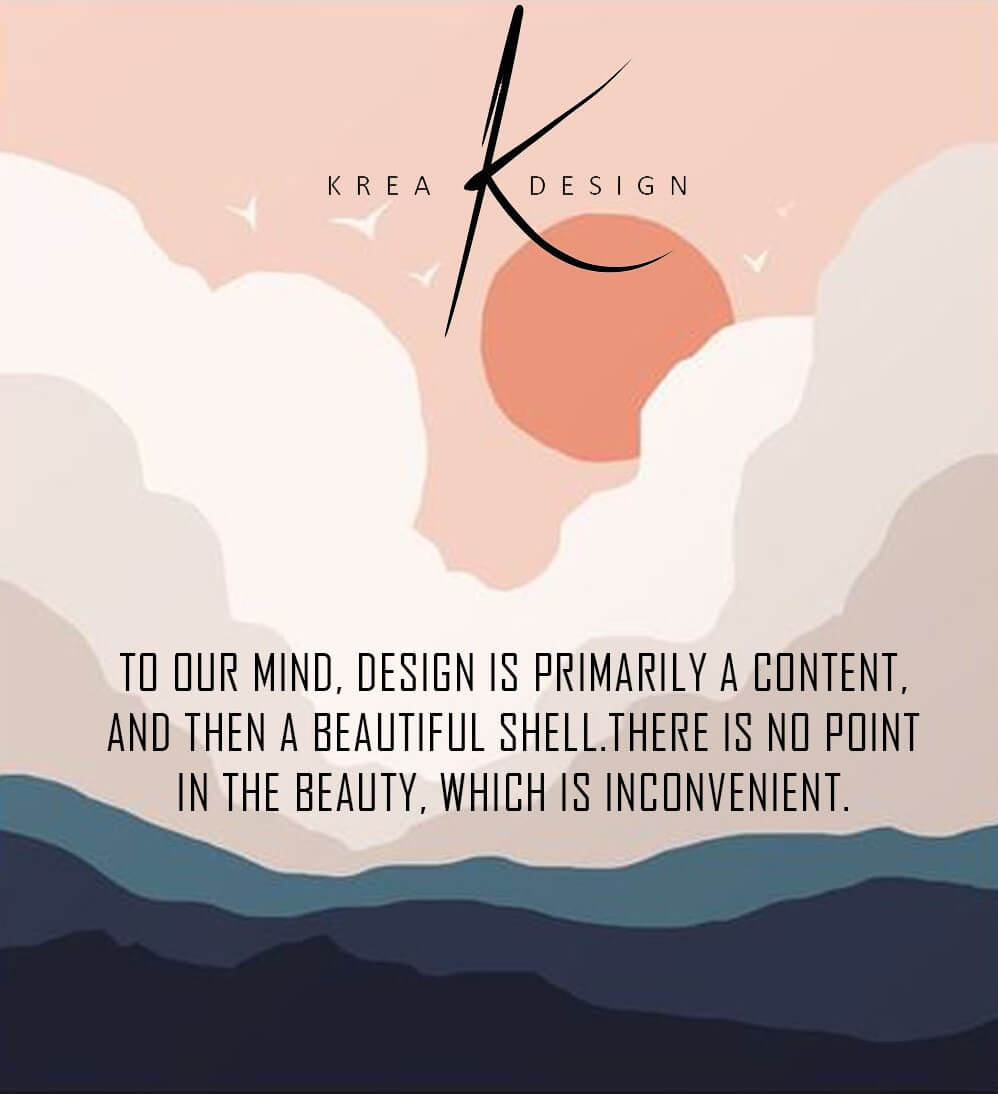 K
KREA DESIGN
TO OUR MIND, DESIGN IS PRIMARILY A CONTENT,
AND THEN A BEAUTIFUL SHELL.THERE IS NO POINT
IN THE BEAUTY, WHICH IS INCONVENIENT.